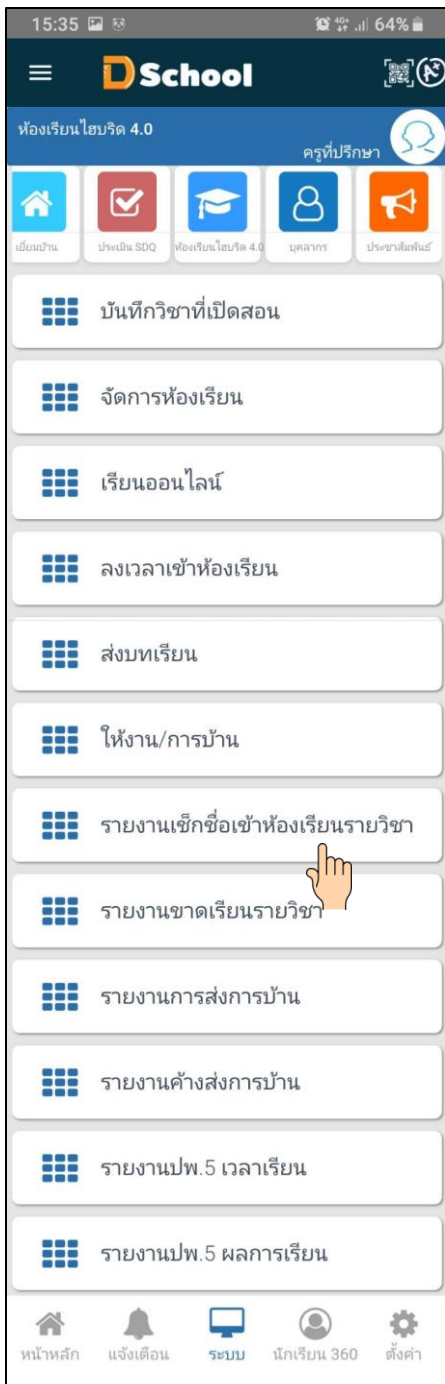 15:35
64%
DSchool
ห้องเรียนไฮบริด 4.0
ครูที่ปรึกษา
เยี่ยมบ้าน
ประเมิน SDQ
ห้องเรียนไฮบริด 4.0
บุคลากร
ประชาสัมพันธ์
บันทึกวิชาที่เปิดสอน
จัดการห้องเรียน
เรียนออนไลน์
ลงเวลาเข้าห้องเรียน
ส่งบทเรียน
ให้งาน/การบ้าน
รายงานเช็กชื่อเข้าห้องเรียนรายวิชา
รายงานขาดเรียนรายวิชา
รายงานการส่งการบ้าน
รายงานค้างส่งการบ้าน
รายงานปพ.5 เวลาเรียน
รายงานปพ.5 ผลการเรียน
หน้าหลัก
แจ้งเตือน
ระบบ
นักเรียน 360
ตั้งค่า